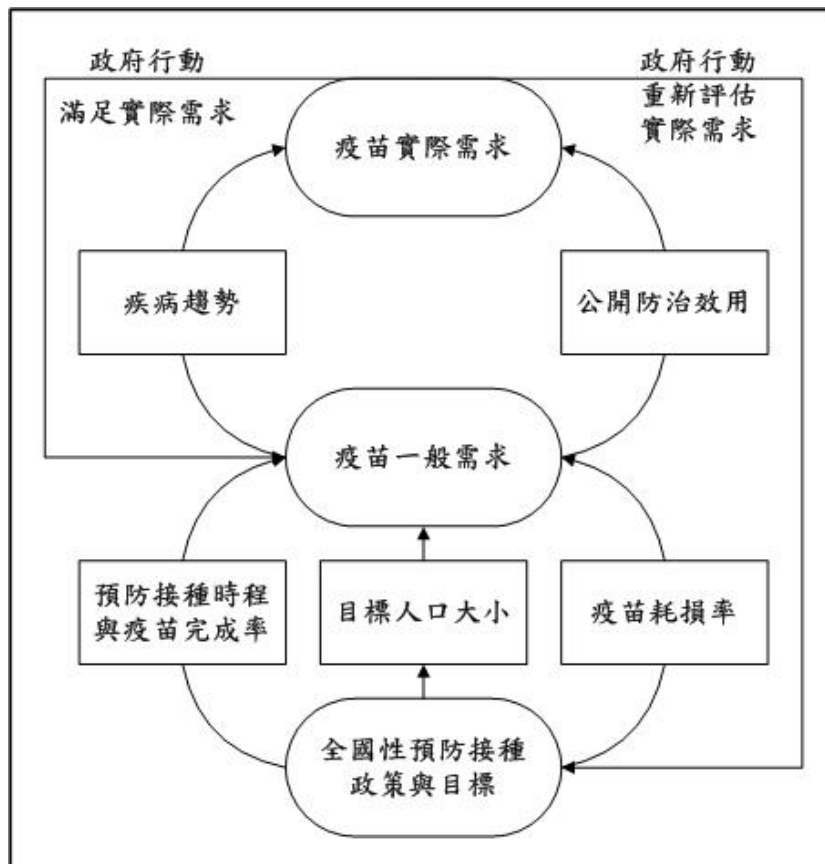 政府行動
滿足實際需求
政府行動
重新評估
實際需求
疫苗實際需求
疾病趨勢
公開防治效用
疫苗一般需求
預防接種時程
與疫苗完成率
目標人口大小
疫苗耗損率
全國性預防接種
政策與目標